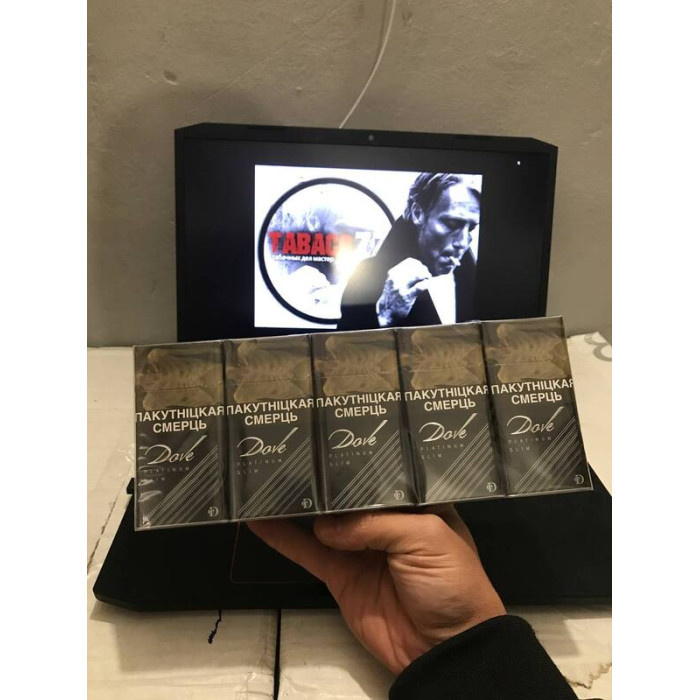 TABAC
табачных дел мастер
ПАКУТНІЦКАЯ
СМЕРЦЬ
Dove
PLATINUM
SLIM
ПАКУТНІЦКАЯ
СМЕРЦЬ
Dove
PLATINUM
SLIM
ПАКУТНІЦКАЯ
СМЕРЦЬ
Dove
PLATINUM
SLIM
ПАКУТНІЦКАЯ
СМЕРЦЬ
Dove
PLATINUM
SLIM
ПАКУТНІЦКАЯ
СМЕРЦЬ
Dove
PLATINUM
SLIM